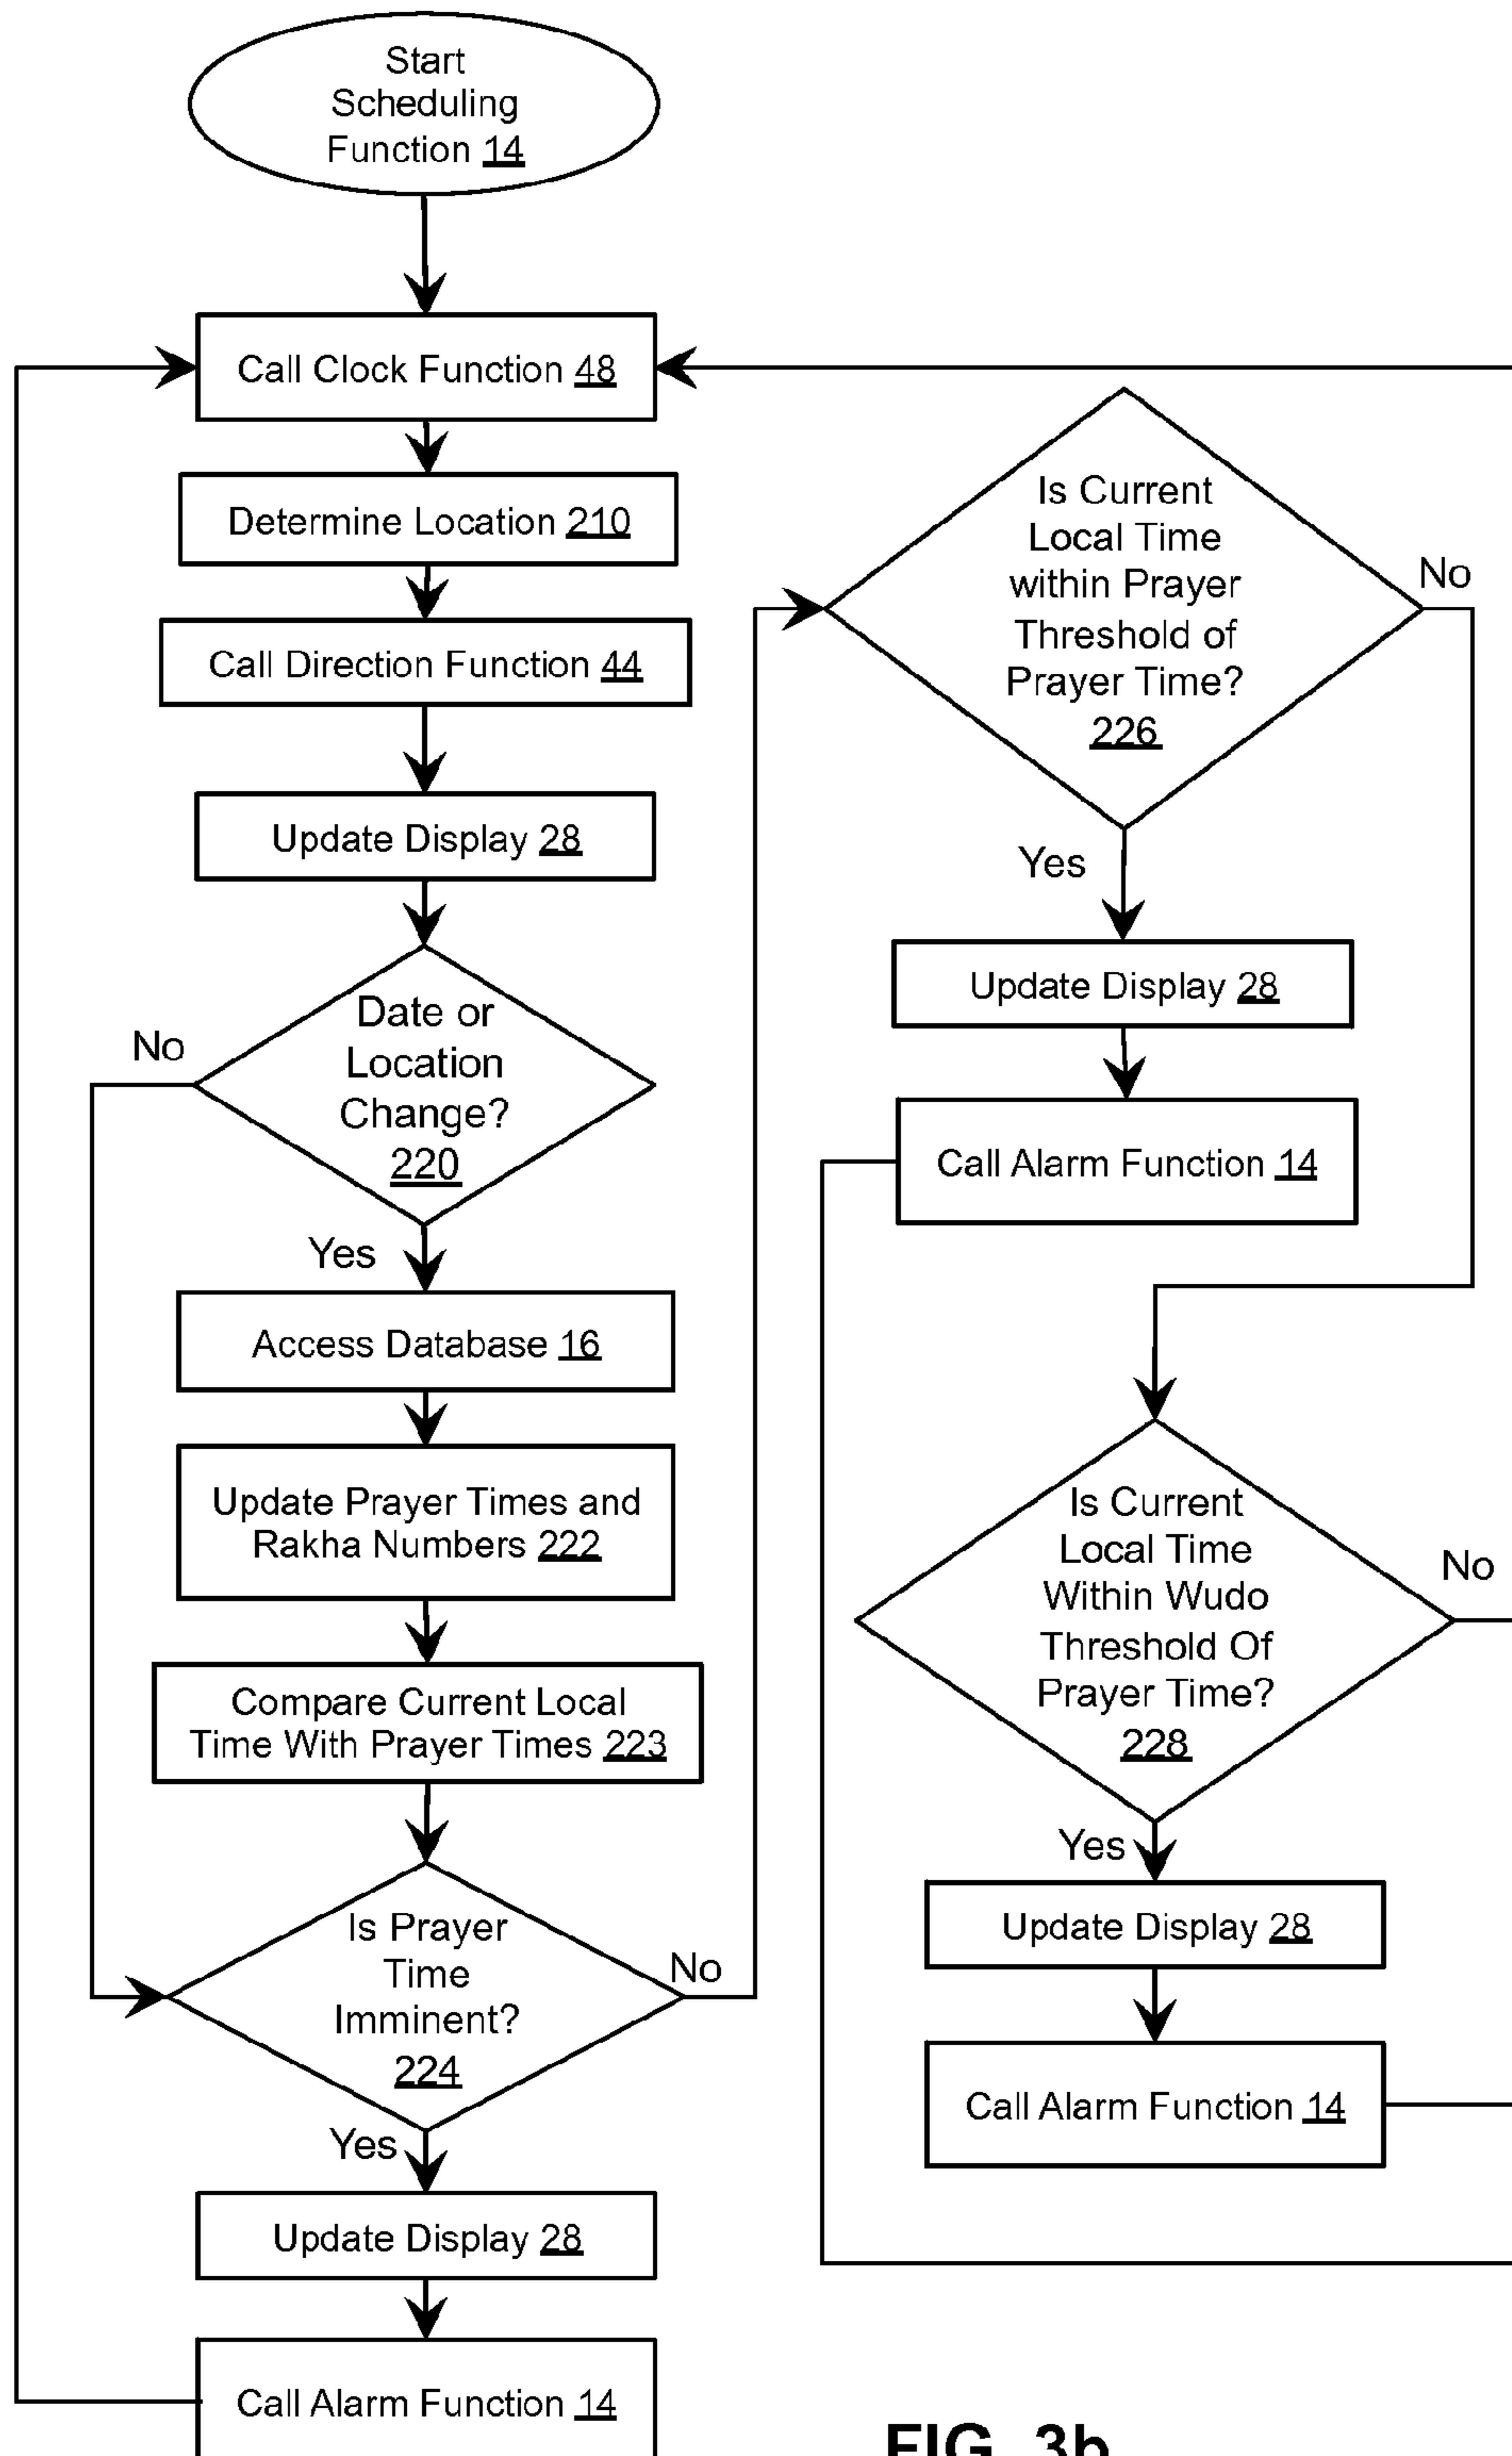 Start
Scheduling
Function 14
Call Clock Function 48
Determine Location 210
Call Direction Function 44
Update Display 28
Date or
Location
Change?
220
No
Yes
Access Database 16
Update Prayer Times and
Rakha Numbers 222
Compare Current Local
Time With Prayer Times 223
Is Prayer
Time
Imminent?
224
No
Yes
Update Display 28
Call Alarm Function 14
Is Current
Local Time
within Prayer
Threshold of
Prayer Time?
226
No
Yes
Update Display 28
Call Alarm Function 14
Is Current
Local Time
Within Wudo
Threshold Of
Prayer Time?
228
No
Yes
Update Display 28
Call Alarm Function 14
FIG. 3b